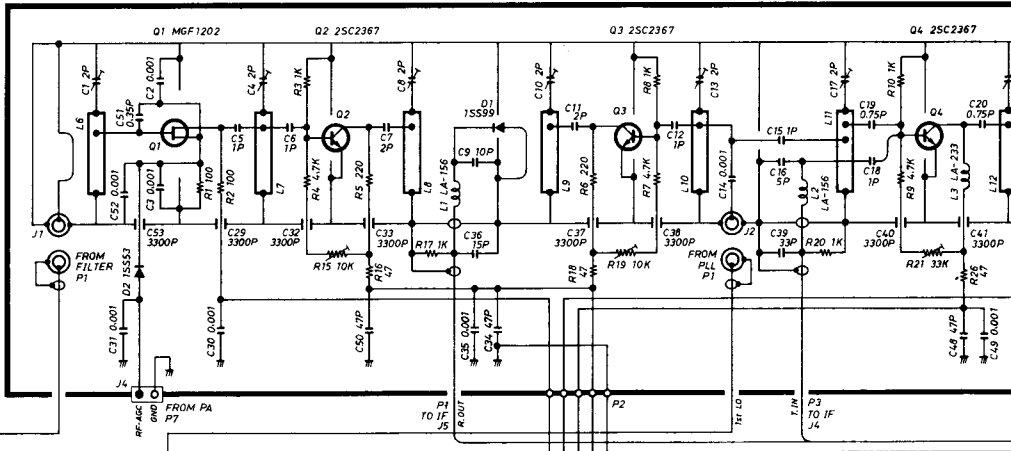 Q1 MGF1202
Q2 2SC2367
Q3 2SC2367
Q4 2SC2367
C1 2P
C2 0.001
C51
0.35P
L6
Q1
C4 2P
R3 1K
Q2
C8 2P
D1
1SS99
C10 2P
C11
2P
Q3
R8 1K
C13 2P
C17 2P
R10 1K
C19
0.75P
Q4
C20
0.75P
L11
C5
1P
C6
1P
C7
2P
C9 10P
C12
1P
C15 1P
C16
5P
C18
1P
C52 0.001
C3 0.001
R1 100
R2 100
L7
R4 4.7K
R5 220
L8
L1 LA-156
L9
R6 220
R7 4.7K
L10
C14 0.001
L2
LA-156
R9 4.7K
L3 LA-233
L12
J1
C53
3300P
C29
3300P
C32
3300P
C33
3300P
R17 1K
C36
15P
C37
3300P
C38
3300P
J2
C39
33P
R20 1K
C40
3300P
C41
3300P
FROM
FILTER
P1
D2 1SS53
R15 10K
R16
47
R18
47
R19 10K
FROM
PLL
P1
R21 33K
R26
47
C31 0.001
C30 0.001
C50 47P
C35 0.001
C34 47P
C48 47P
C49 0.001
J4
RF-AGC
GND
FROM PA
P7
P1
TO IF
J5
R.OUT
P2
1st LO
T.IN
P3
TO IF
J4